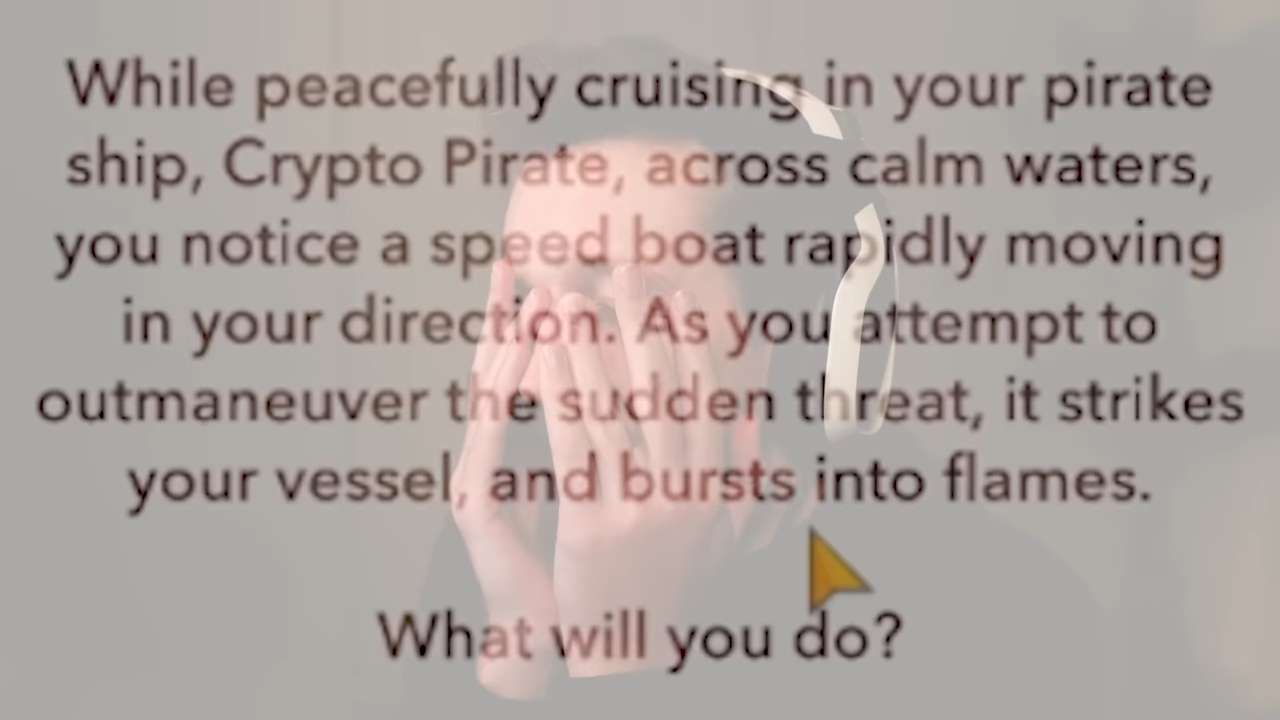 While peacefully cruising in your pirate
ship, Crypto Pirate, across calm waters,
you notice a speed boat rapidly moving
in your direction. As you attempt to
outmaneuver the sudden threat, it strikes
your vessel, and bursts into flames.
What will you do?